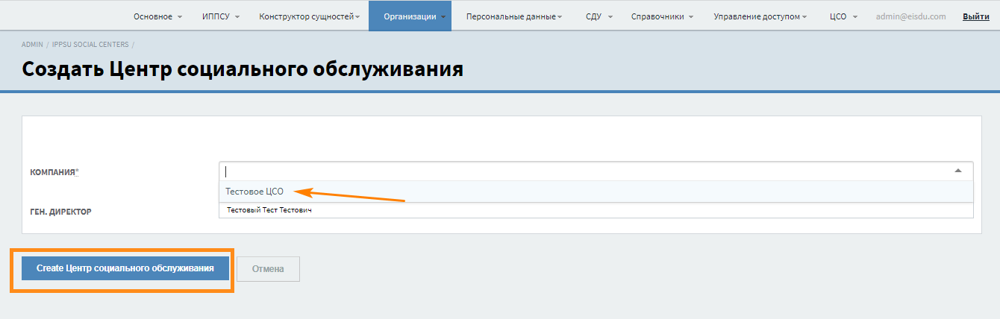 Основное ИППСУ Конструктор сущностей Организации Персональные данные СДУ Справочники Управление доступом ЦСО admin@eisdu.com Выйти
ADMIN / IPPSU SOCIAL CENTERS /
Создать Центр социального обслуживания
КОМПАНИЯ*
Тестовое ЦСО
ГЕН. ДИРЕКТОР Тестовый Тест Тестович
Create Центр социального обслуживания Отмена